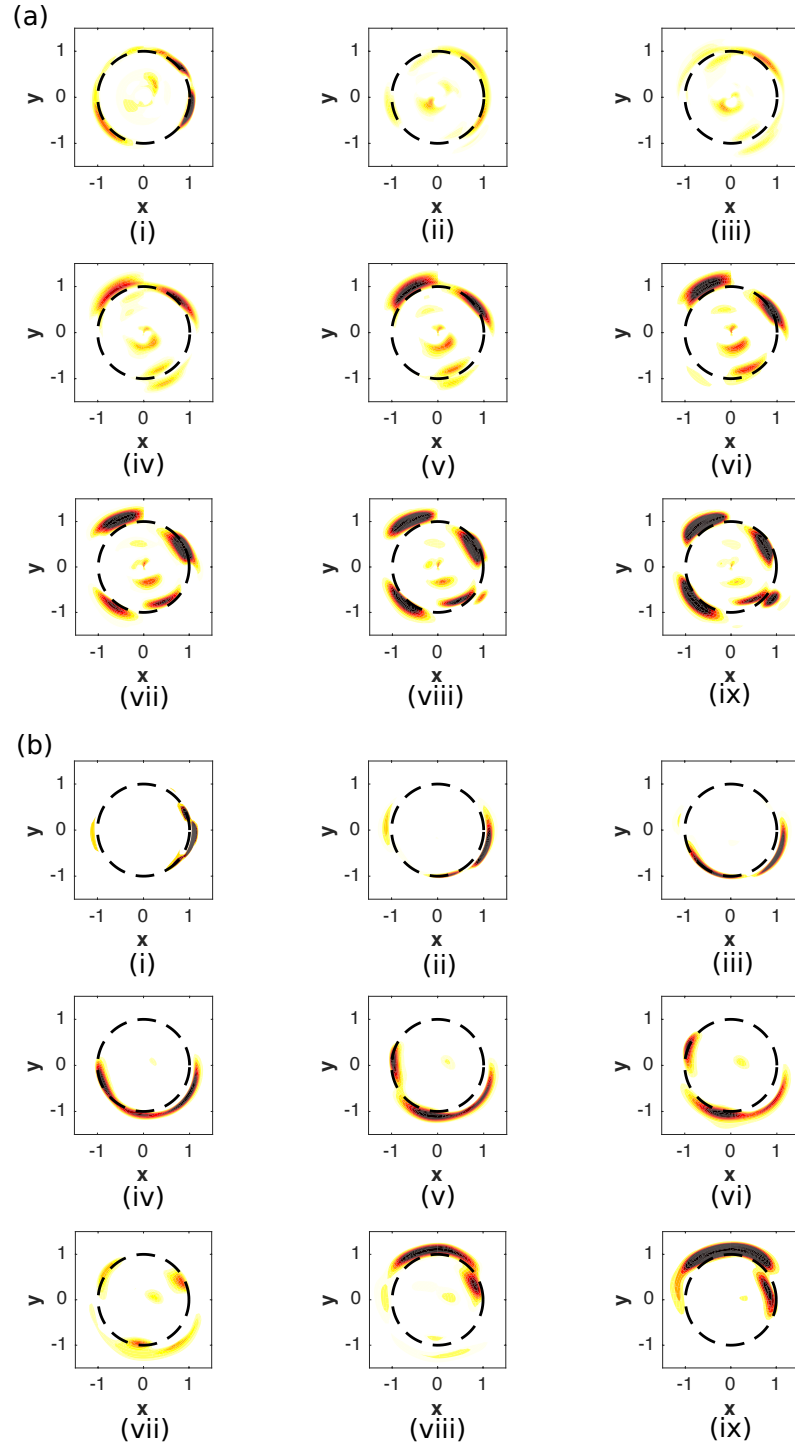 (a)
y 1 0 -1 -1 0 1 x (i)
y 1 0 -1 -1 0 1 x (ii)
y 1 0 -1 -1 0 1 x (iii)
y 1 0 -1 -1 0 1 x (iv)
y 1 0 -1 -1 0 1 x (v)
y 1 0 -1 -1 0 1 x (vi)
y 1 0 -1 -1 0 1 x (vii)
y 1 0 -1 -1 0 1 x (viii)
y 1 0 -1 -1 0 1 x (ix)
(b)
y 1 0 -1 -1 0 1 x (i)
y 1 0 -1 -1 0 1 x (ii)
y 1 0 -1 -1 0 1 x (iii)
y 1 0 -1 -1 0 1 x (iv)
y 1 0 -1 -1 0 1 x (v)
y 1 0 -1 -1 0 1 x (vi)
y 1 0 -1 -1 0 1 x (vii)
y 1 0 -1 -1 0 1 x (viii)
y 1 0 -1 -1 0 1 x (ix)